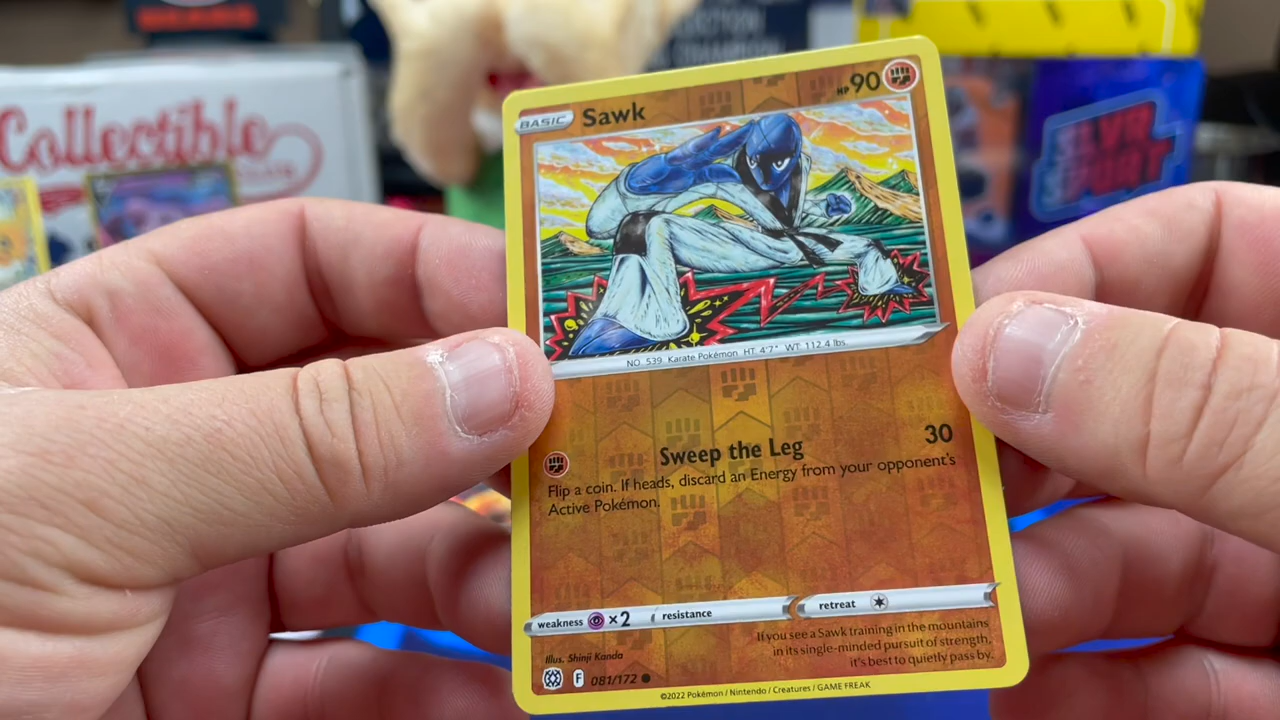 Collectible
BASIC Sawk HP 90
NO. 539 Karate Pokémon HT: 4'7" WT: 112.4 lbs
Sweep the Leg 30
Flip a coin. If heads, discard an Energy from your opponent's
Active Pokémon.
weakness ×2 resistance retreat
If you see a Sawk training in the mountains
in its single-minded pursuit of strength,
it's best to quietly pass by.
Illus. Shinji Kanda
F 081/172
©2022 Pokémon / Nintendo / Creatures / GAME FREAK